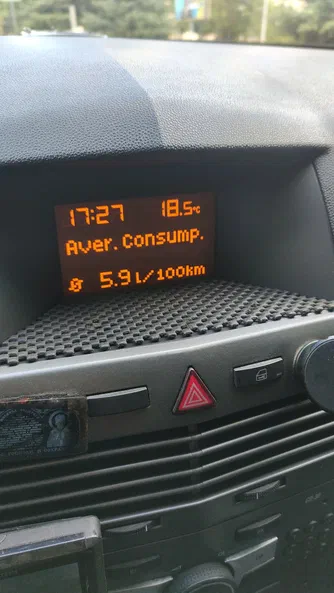 17:27 18.5°C
Aver.Consump.
5.9 L/100km